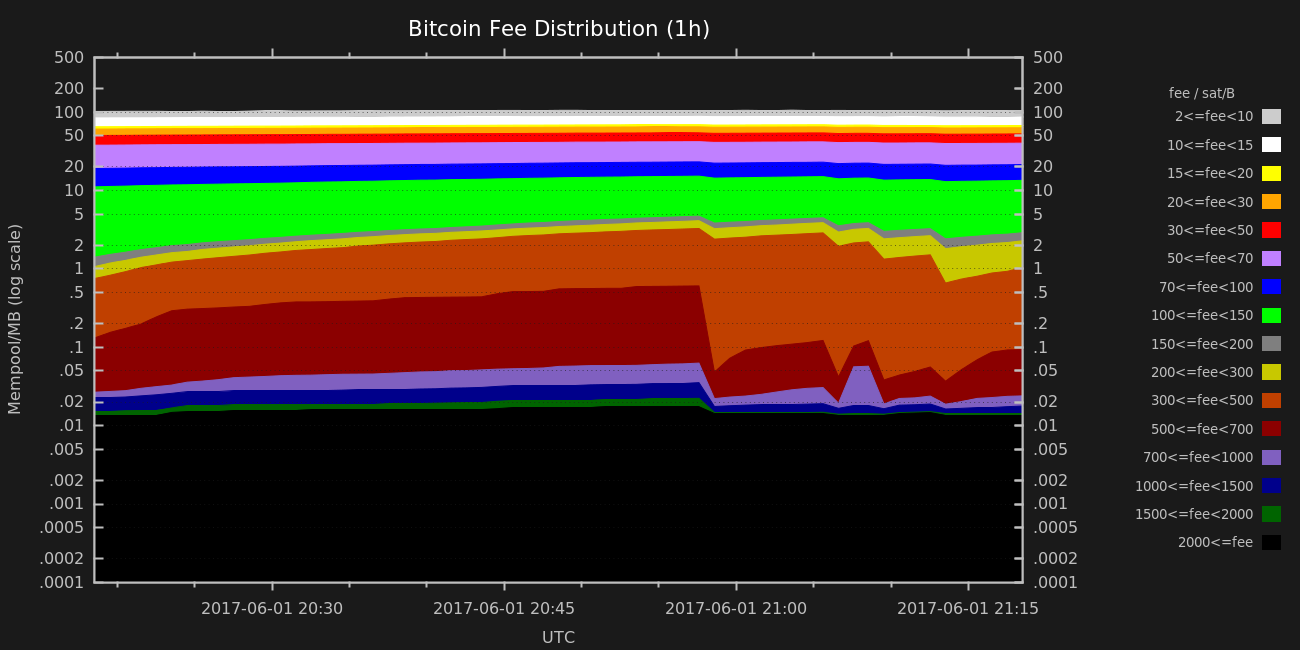 Bitcoin Fee Distribution (1h)
500
200
100
50
20
10
5
2
1
.5
.2
.1
.05
.02
.01
.005
.002
.001
.0005
.0002
.0001
Mempool/MB (log scale)
500
200
100
50
20
10
5
2
1
.5
.2
.1
.05
.02
.01
.005
.002
.001
.0005
.0002
.0001
2017-06-01 20:30
2017-06-01 20:45
2017-06-01 21:00
2017-06-01 21:15
UTC
fee / sat/B
2<=fee<10
10<=fee<15
15<=fee<20
20<=fee<30
30<=fee<50
50<=fee<70
70<=fee<100
100<=fee<150
150<=fee<200
200<=fee<300
300<=fee<500
500<=fee<700
700<=fee<1000
1000<=fee<1500
1500<=fee<2000
2000<=fee